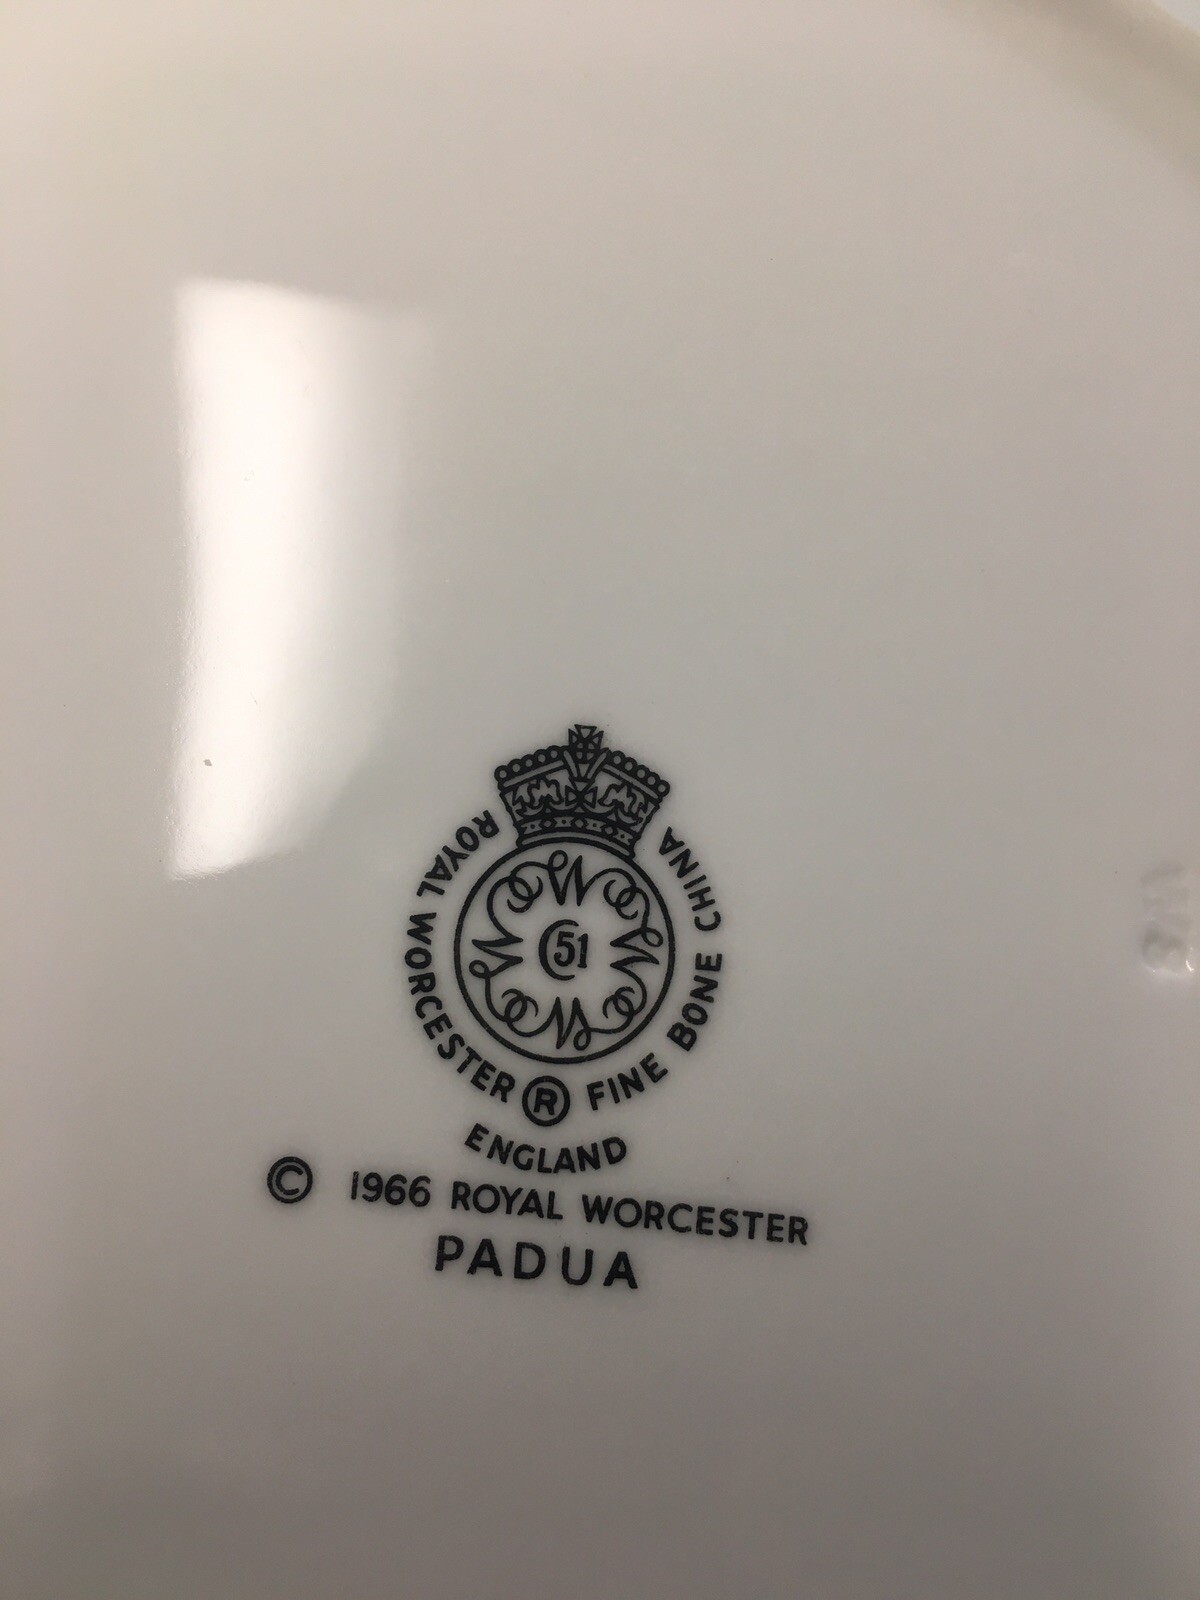 ROYAL WORCESTER ® FINE BONE CHINA
51
ENGLAND
© 1966 ROYAL WORCESTER
PADUA